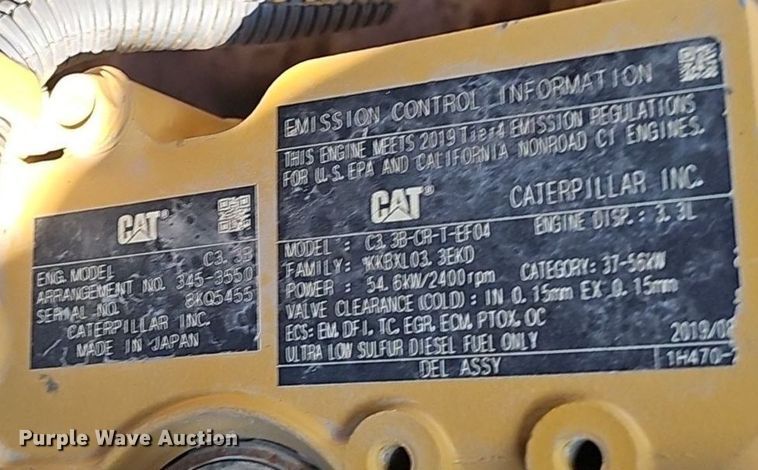 CAT®
ENG. MODEL C3.3B
ARRANGEMENT NO. 345-3550
SERIAL NO. 8KQ5455
CATERPILLAR INC.
MADE IN JAPAN
EMISSION CONTROL INFORMATION
THIS ENGINE MEETS 2019 Tier4 EMISSION REGULATIONS
FOR U.S. EPA AND CALIFORNIA NONROAD CI ENGINES.
CAT® CATERPILLAR INC.
MODEL : C3.3B-CR-T-EF04 ENGINE DISP.: 3.3L
FAMILY: KKBXL03.3EKD
POWER : 54.6kW/2400rpm CATEGORY: 37-56kW
VALVE CLEARANCE (COLD) : IN 0.15mm EX 0.15mm
ECS: EM, DFI, TC, EGR, ECM, PTOX, OC
ULTRA LOW SULFUR DIESEL FUEL ONLY 2019/08
DEL ASSY 1H470-
Purple Wave Auction